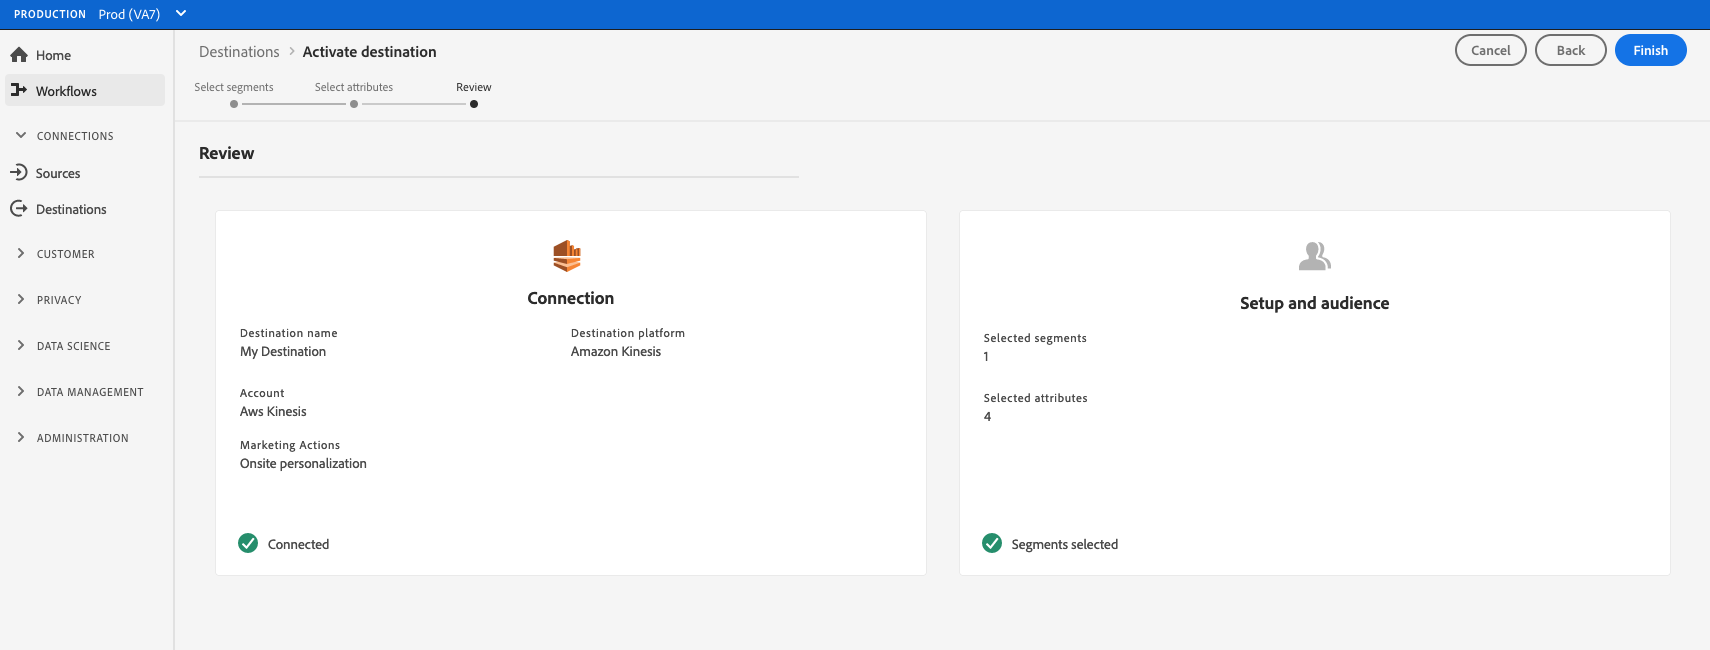 PRODUCTION Prod (VA7)
Home
Workflows
CONNECTIONS
Sources
Destinations
CUSTOMER
PRIVACY
DATA SCIENCE
DATA MANAGEMENT
ADMINISTRATION
Destinations > Activate destination
Cancel
Back
Finish
Select segments
Select attributes
Review
Review
Connection
Destination name
My Destination
Destination platform
Amazon Kinesis
Account
Aws Kinesis
Marketing Actions
Onsite personalization
Connected
Setup and audience
Selected segments
1
Selected attributes
4
Segments selected